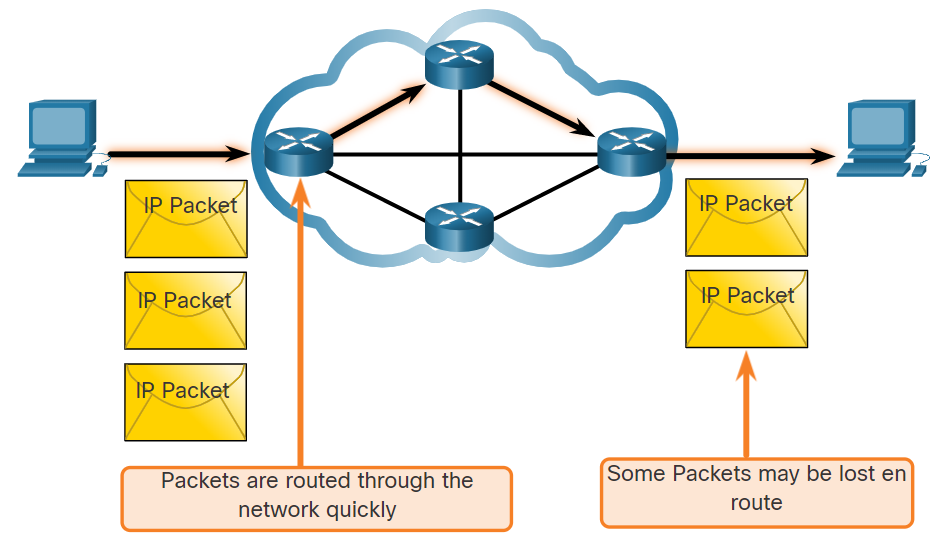 IP Packet
IP Packet
IP Packet
IP Packet
IP Packet
Packets are routed through the
network quickly
Some Packets may be lost en
route